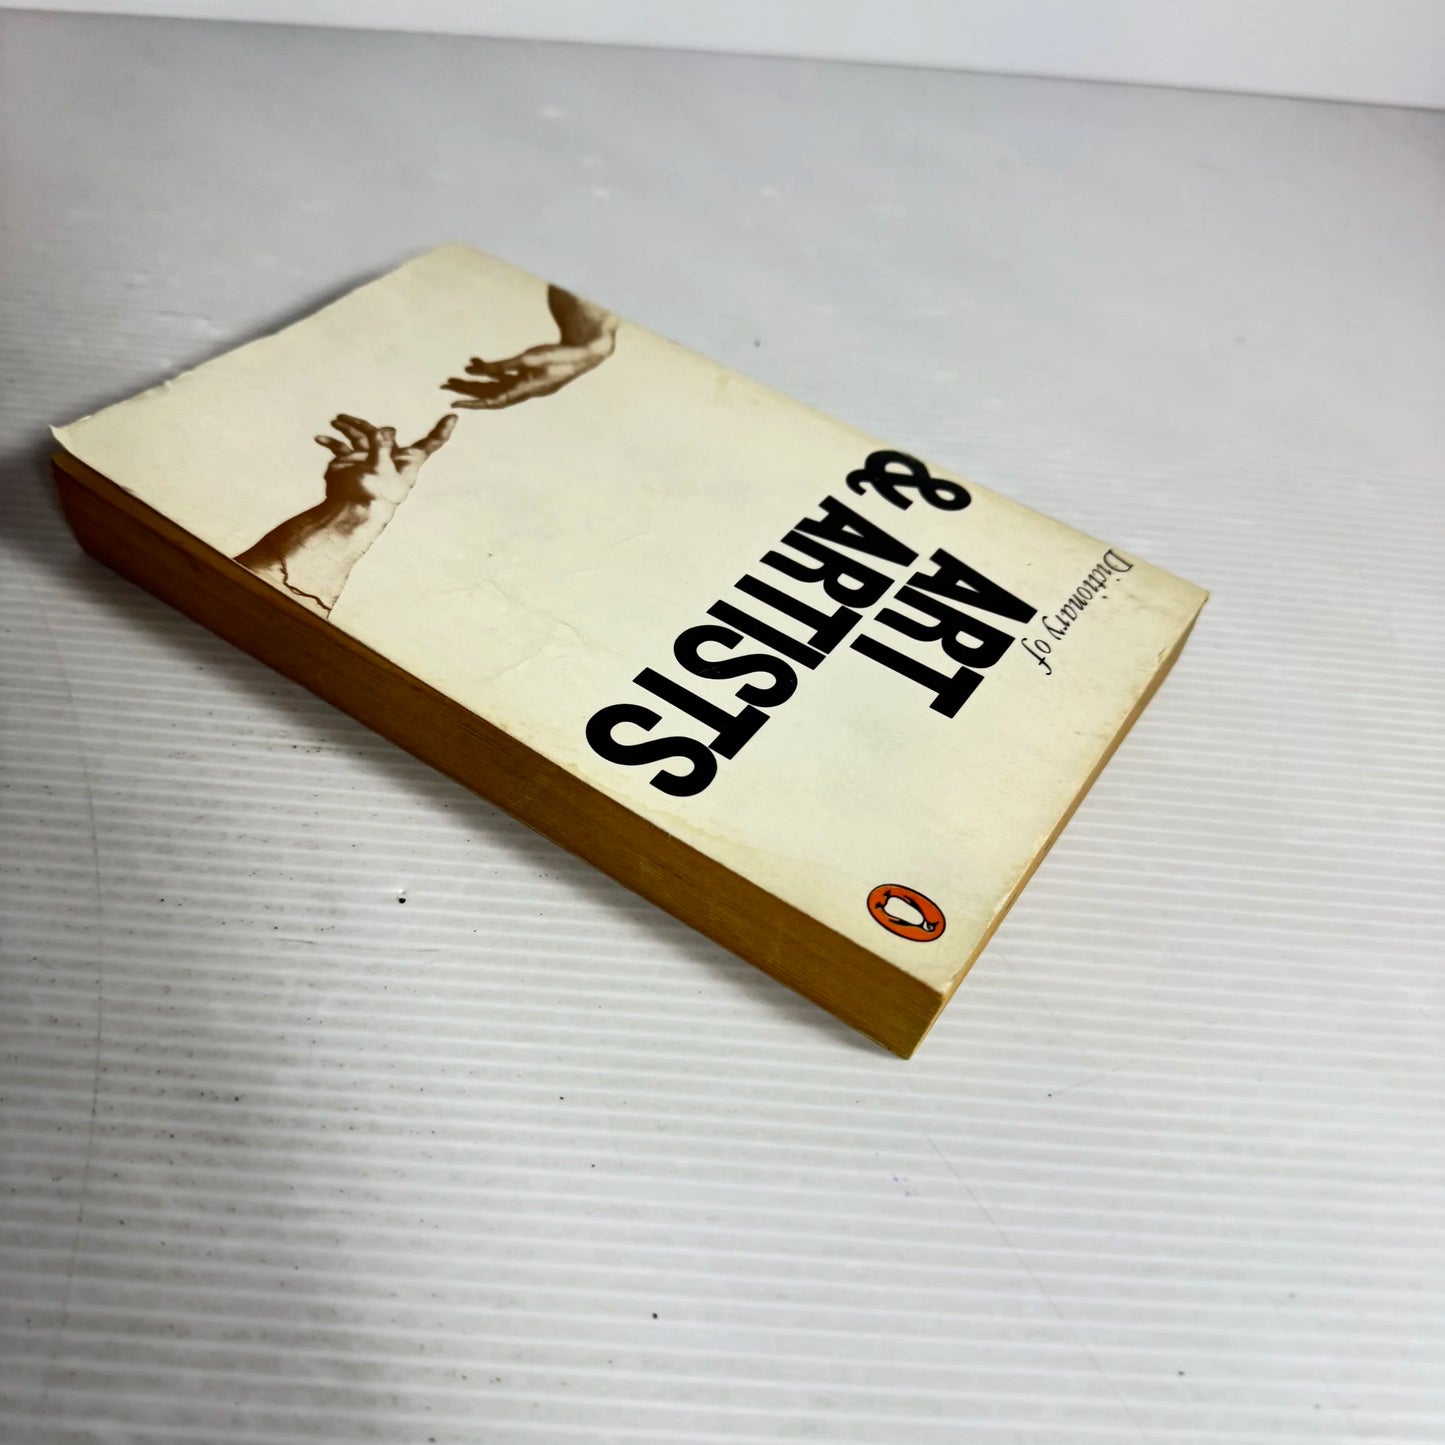 Dictionary of
ART
& ARTISTS